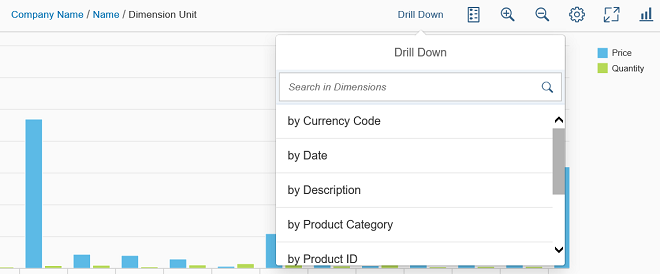 Company Name / Name / Dimension Unit
Drill Down
Drill Down
Search in Dimensions
by Currency Code
by Date
by Description
by Product Category
by Product ID
Price
Quantity